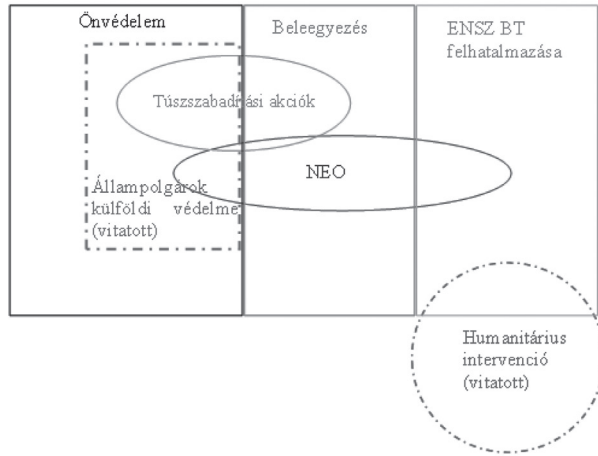 Önvédelem
Beleegyezés
ENSZ BT
felhatalmazása
Túszszabadítási akciók
NEO
Állampolgárok
külföldi védelme
(vitatott)
Humanitárius
intervenció
(vitatott)